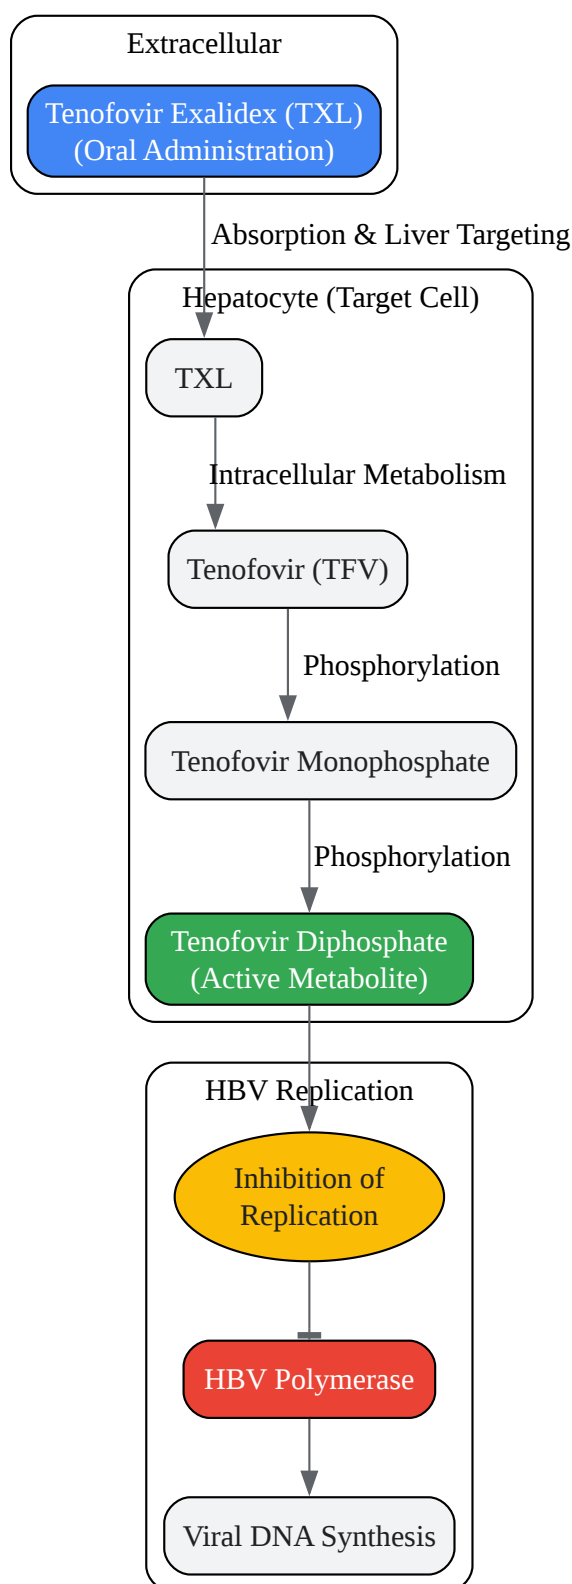 Extracellular
Tenofovir Exalidex (TXL)
(Oral Administration)
Absorption & Liver Targeting
Hepatocyte (Target Cell)
TXL
Intracellular Metabolism
Tenofovir (TFV)
Phosphorylation
Tenofovir Monophosphate
Phosphorylation
Tenofovir Diphosphate
(Active Metabolite)
HBV Replication
Inhibition of
Replication
HBV Polymerase
Viral DNA Synthesis